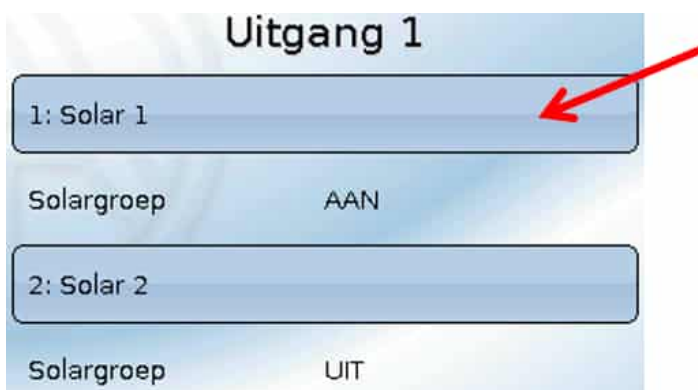 Uitgang 1
1: Solar 1
Solargroep AAN
2: Solar 2
Solargroep UIT